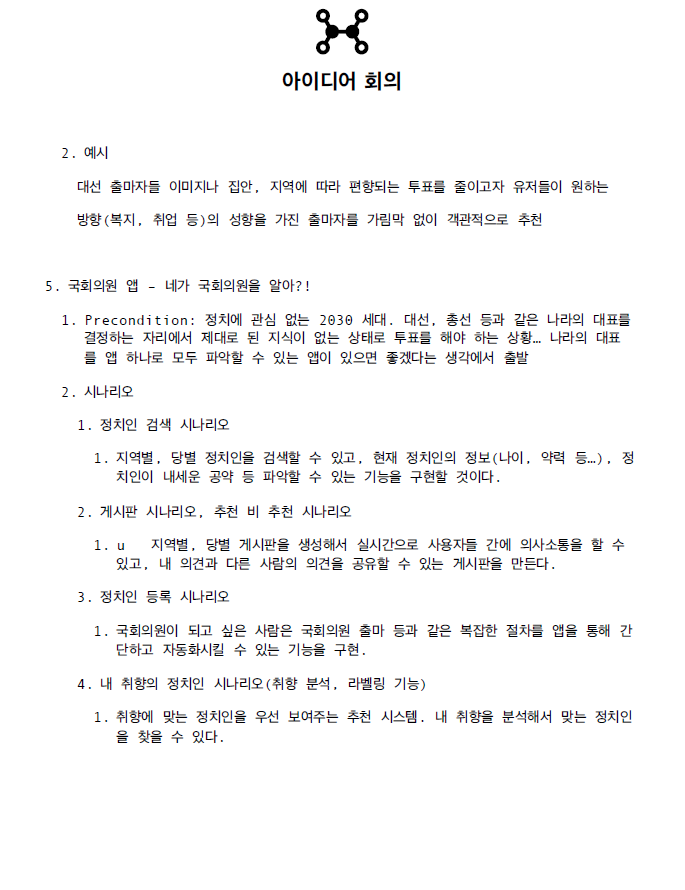 아이디어 회의
2. 예시
대선 출마자들 이미지나 집안, 지역에 따라 편향되는 투표를 줄이고자 유저들이 원하는
방향(복지, 취업 등)의 성향을 가진 출마자를 가림막 없이 객관적으로 추천
5. 국회의원 앱 – 네가 국회의원을 알아?!
1. Precondition: 정치에 관심 없는 2030 세대. 대선, 총선 등과 같은 나라의 대표를
결정하는 자리에서 제대로 된 지식이 없는 상태로 투표를 해야 하는 상황… 나라의 대표
를 앱 하나로 모두 파악할 수 있는 앱이 있으면 좋겠다는 생각에서 출발
2. 시나리오
1. 정치인 검색 시나리오
1. 지역별, 당별 정치인을 검색할 수 있고, 현재 정치인의 정보(나이, 약력 등…), 정
치인이 내세운 공약 등 파악할 수 있는 기능을 구현할 것이다.
2. 게시판 시나리오, 추천 비 추천 시나리오
1. u 지역별, 당별 게시판을 생성해서 실시간으로 사용자들 간에 의사소통을 할 수
있고, 내 의견과 다른 사람의 의견을 공유할 수 있는 게시판을 만든다.
3. 정치인 등록 시나리오
1. 국회의원이 되고 싶은 사람은 국회의원 출마 등과 같은 복잡한 절차를 앱을 통해 간
단하고 자동화시킬 수 있는 기능을 구현.
4. 내 취향의 정치인 시나리오(취향 분석, 라벨링 기능)
1. 취향에 맞는 정치인을 우선 보여주는 추천 시스템. 내 취향을 분석해서 맞는 정치인
을 찾을 수 있다.